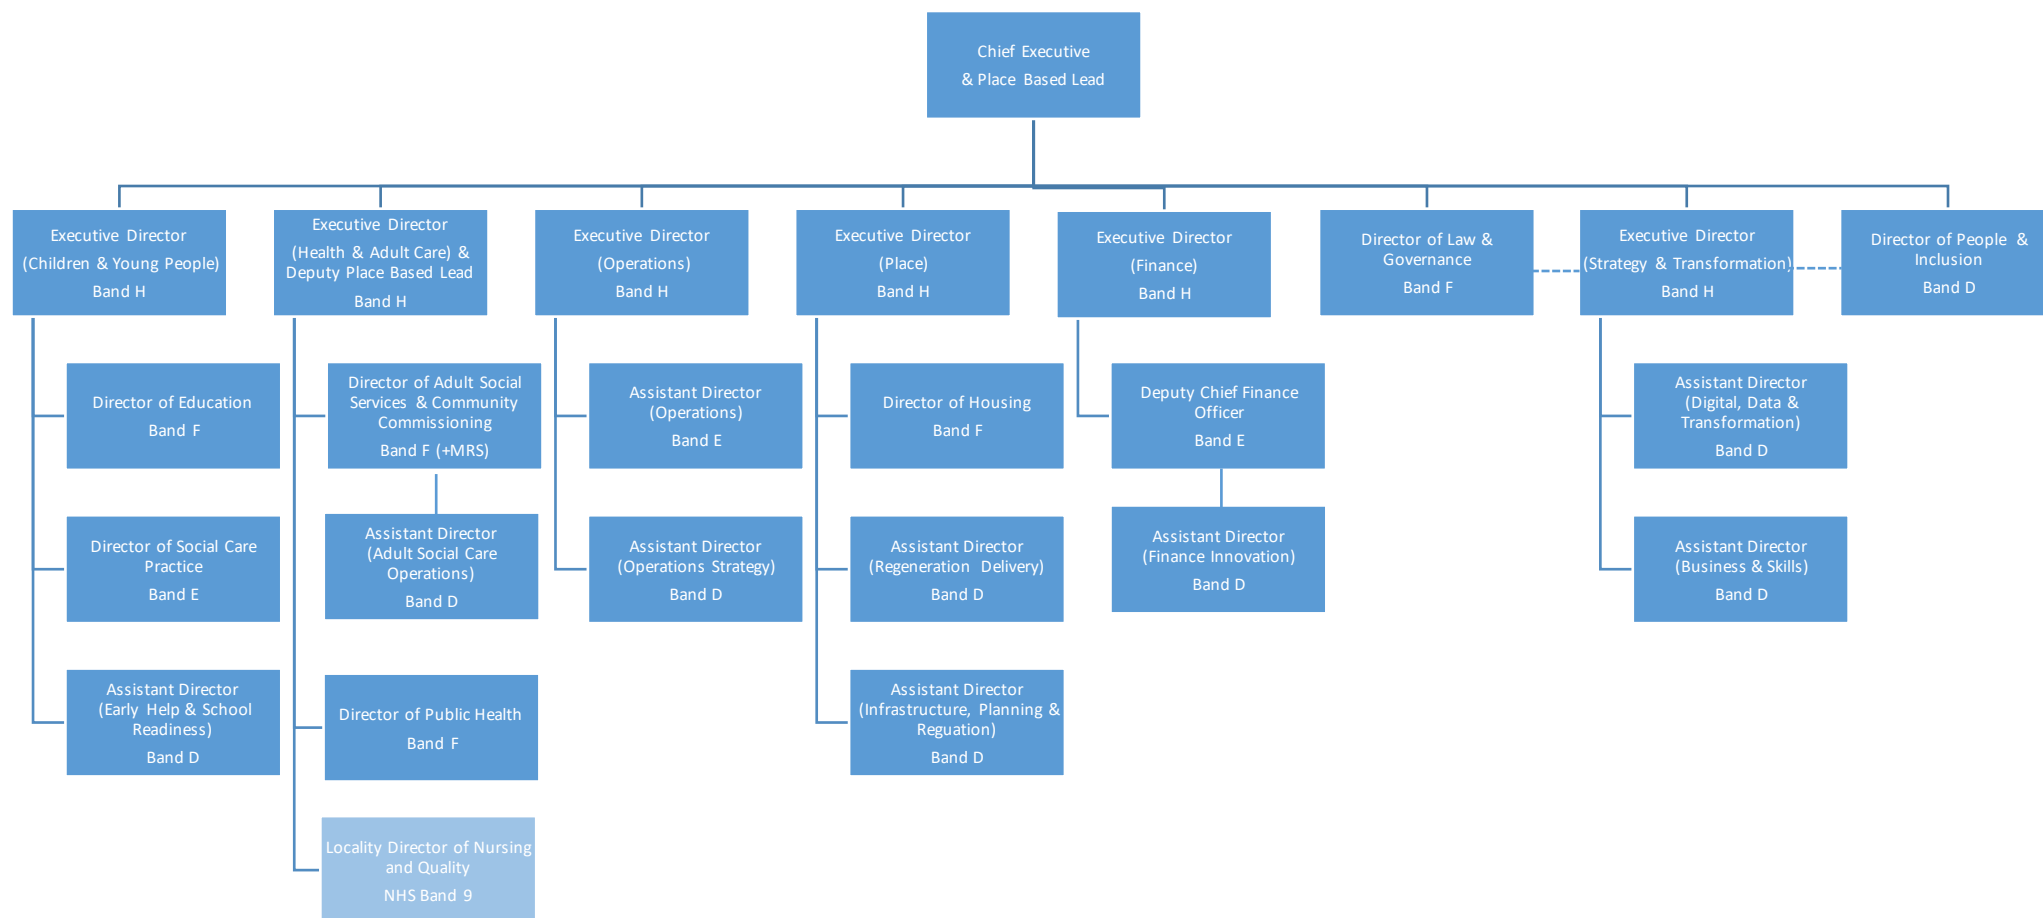 Chief Executive
& Place Based Lead
Executive Director
(Children & Young People)
Band H
Executive Director
(Health & Adult Care) &
Deputy Place Based Lead
Band H
Executive Director
(Operations)
Band H
Executive Director
(Place)
Band H
Executive Director
(Finance)
Band H
Director of Law &
Governance
Band F
Executive Director
(Strategy & Transformation)
Band H
Director of People &
Inclusion
Band D
Director of Education
Band F
Director of Adult Social
Services & Community
Commissioning
Band F (+MRS)
Assistant Director
(Operations)
Band E
Director of Housing
Band F
Deputy Chief Finance
Officer
Band E
Assistant Director
(Digital, Data &
Transformation)
Band D
Director of Social Care
Practice
Band E
Assistant Director
(Adult Social Care
Operations)
Band D
Assistant Director
(Operations Strategy)
Band D
Assistant Director
(Regeneration Delivery)
Band D
Assistant Director
(Finance Innovation)
Band D
Assistant Director
(Business & Skills)
Band D
Assistant Director
(Early Help & School
Readiness)
Band D
Director of Public Health
Band F
Assistant Director
(Infrastructure, Planning &
Reguation)
Band D
Locality Director of Nursing
and Quality
NHS Band 9